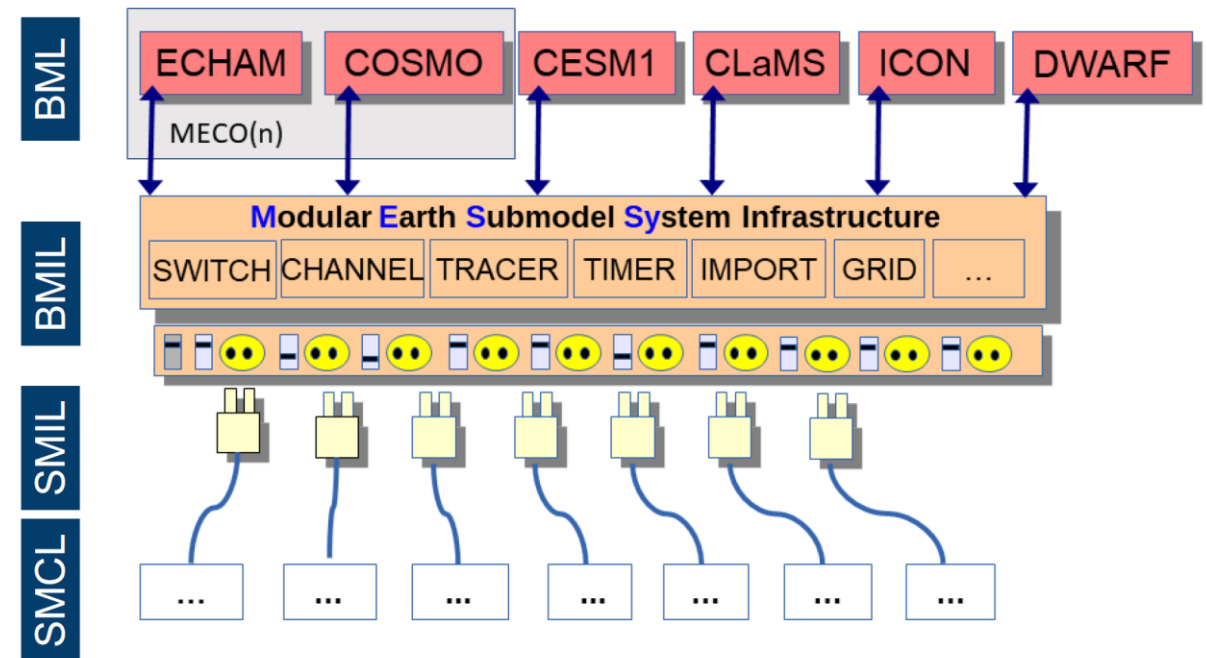 BML
ECHAM COSMO CESM1 CLaMS ICON DWARF
MECO(n)
BMIL
Modular Earth Submodel System Infrastructure
SWITCH CHANNEL TRACER TIMER IMPORT GRID ...
SMIL
SMCL
... ... ... ... ... ... ...